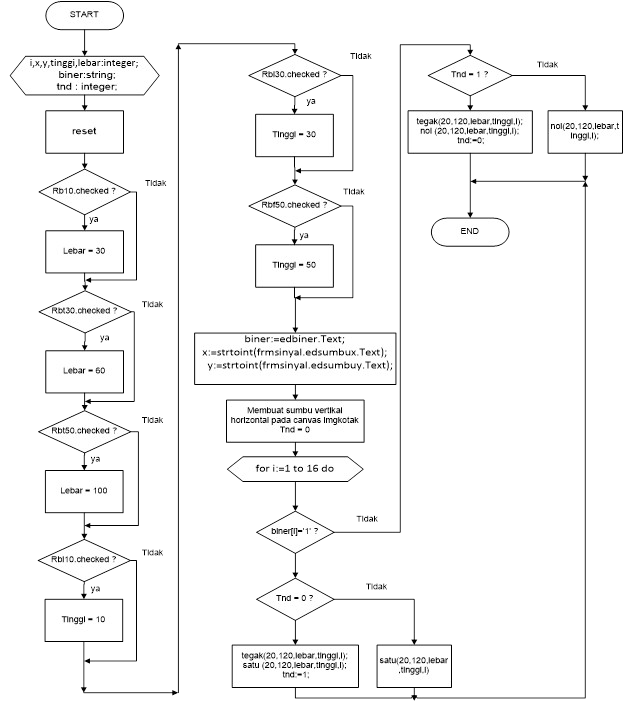 START
i,x,y,tinggi,lebar:integer;
biner:string;
tnd : integer;
reset
Rb10.checked ?
Tidak
ya
Lebar = 30
Rbt30.checked ?
Tidak
ya
Lebar = 60
Rbt50.checked ?
Tidak
ya
Lebar = 100
Rbl10.checked ?
Tidak
ya
Tinggi = 10
Rbl30.checked ?
Tidak
ya
Tinggi = 30
Rbf50.checked ?
Tidak
ya
Tinggi = 50
biner:=edbiner.Text;
x:=strtoint(frmsinyal.edsumbux.Text);
y:=strtoint(frmsinyal.edsumbuy.Text);
Membuat sumbu vertikal
horizontal pada canvas imgkotak
Tnd = 0
for i:=1 to 16 do
biner[i]='1' ?
Tidak
Tnd = 0 ?
Tidak
tegak(20,120,lebar,tinggi,i);
satu (20,120,lebar,tinggi,i);
tnd:=1;
satu(20,120,lebar
,tinggi,i)
Tnd = 1 ?
Tidak
tegak(20,120,lebar,tinggi,i);
nol (20,120,lebar,tinggi,i);
tnd:=0;
nol(20,120,lebar,t
inggi,i);
END